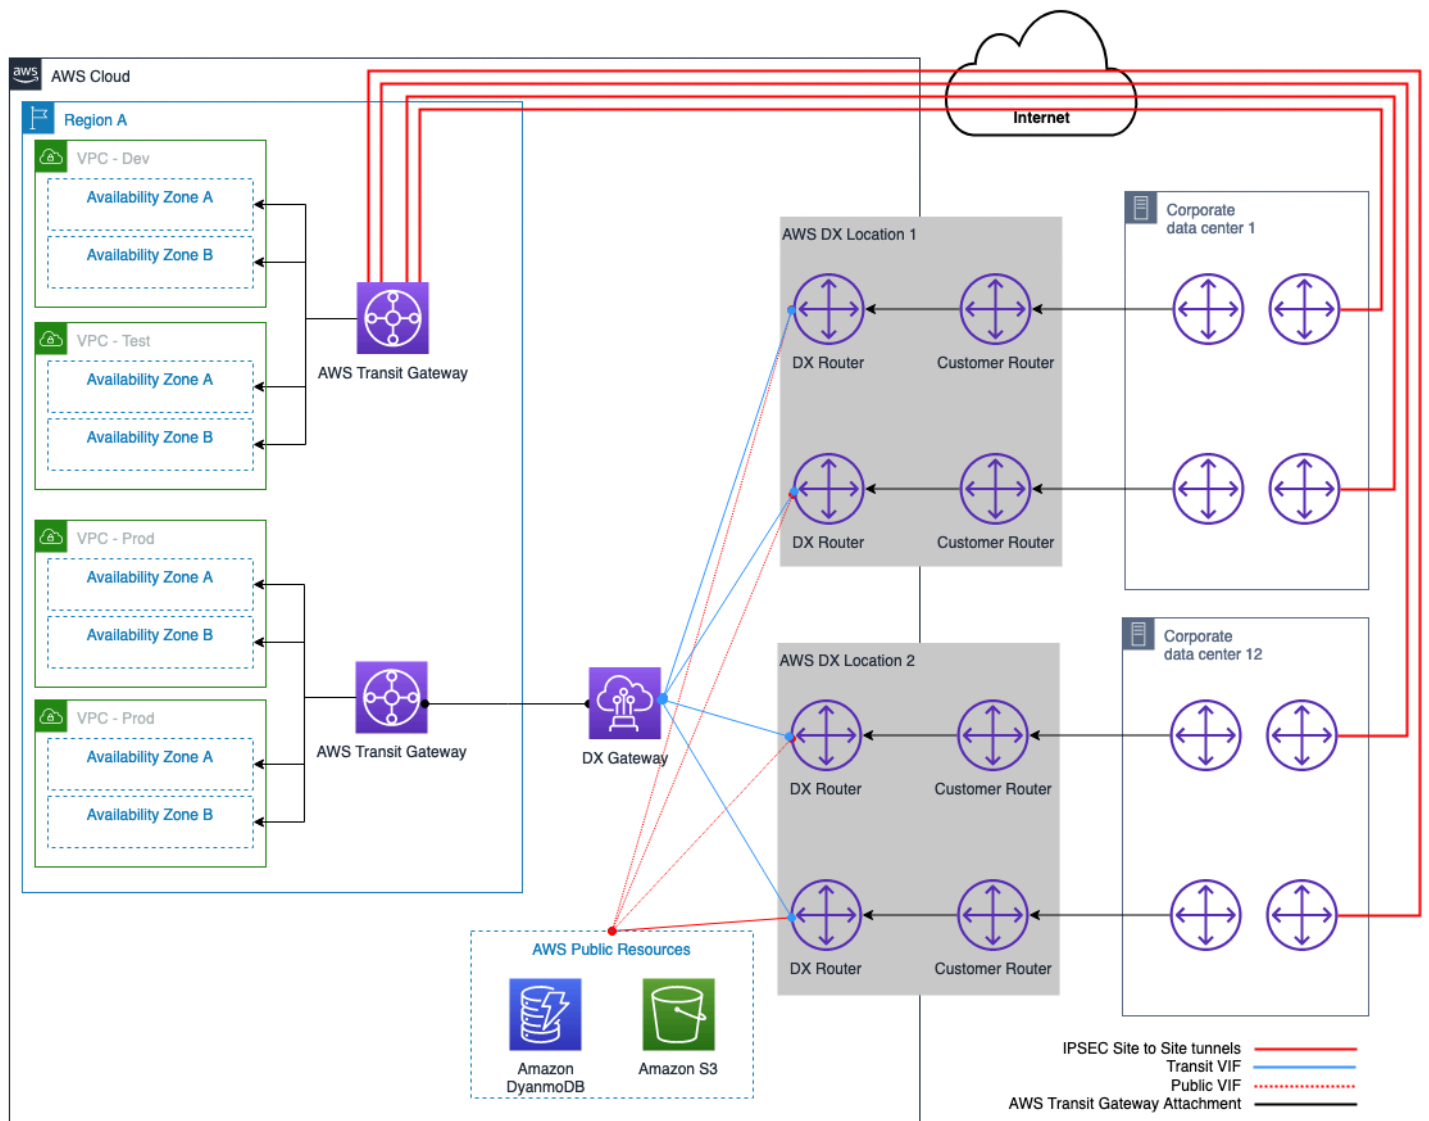 aws
AWS Cloud
Internet
Region A
VPC - Dev
Availability Zone A
Availability Zone B
VPC - Test
Availability Zone A
Availability Zone B
AWS Transit Gateway
VPC - Prod
Availability Zone A
Availability Zone B
VPC - Prod
Availability Zone A
Availability Zone B
AWS Transit Gateway
DX Gateway
AWS DX Location 1
DX Router
Customer Router
DX Router
Customer Router
Corporate
data center 1
AWS DX Location 2
DX Router
Customer Router
DX Router
Customer Router
Corporate
data center 12
AWS Public Resources
Amazon
DyanmoDB
Amazon S3
IPSEC Site to Site tunnels
Transit VIF
Public VIF
AWS Transit Gateway Attachment